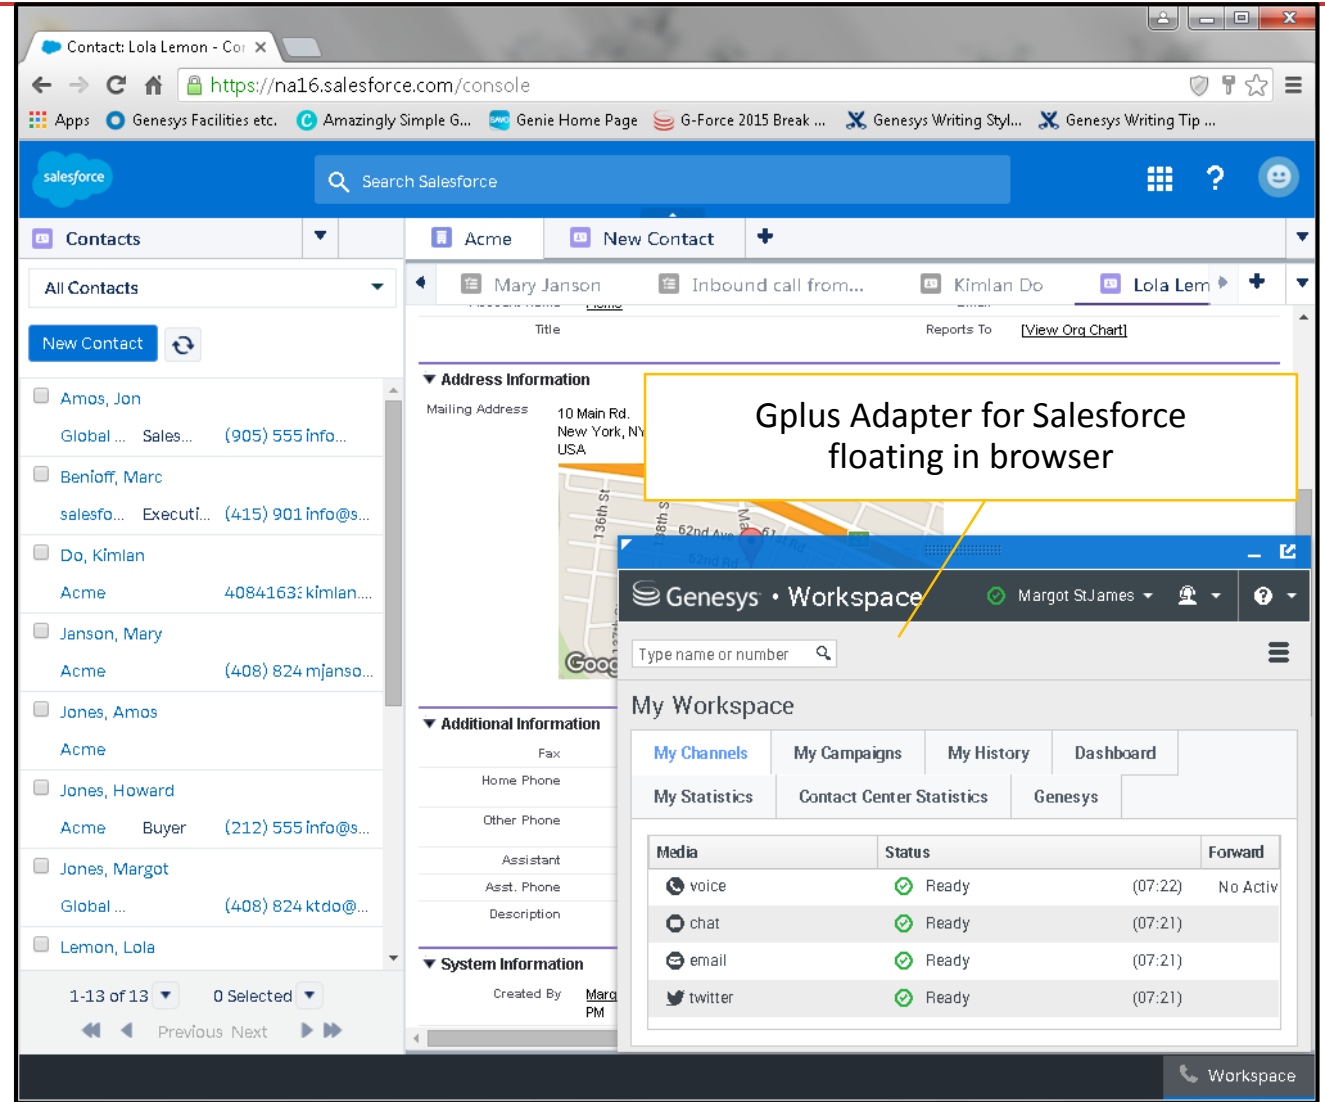 Contact: Lola Lemon - Cor
https://na16.salesforce.com/console
Apps Genesys Facilities etc. Amazingly Simple G... Genie Home Page G-Force 2015 Break ... Genesys Writing Styl... Genesys Writing Tip ...
salesforce
Search Salesforce
Contacts
Acme New Contact
All Contacts
Mary Janson Inbound call from... Kimlan Do Lola Lem
New Contact
Title
Reports To [View Org Chart]
Address Information
Mailing Address 10 Main Rd.
New York, NY
USA
Gplus Adapter for Salesforce
floating in browser
Amos, Jon
Global ... Sales... (905) 555 info...
Benioff, Marc
salesfo... Executi... (415) 901 info@s...
Do, Kimlan
Acme 4084163 kimlan....
Janson, Mary
Acme (408) 824 mjanso...
Jones, Amos
Acme
Jones, Howard
Acme Buyer (212) 555 info@s...
Jones, Margot
Global ... (408) 824 ktdo@...
Lemon, Lola
1-13 of 13 0 Selected
Previous Next
136th St
62nd Ave
62nd Rd
Goog
Additional Information
Fax
Home Phone
Other Phone
Assistant
Asst. Phone
Description
System Information
Created By Marg
PM
Genesys • Workspace Margot StJames
Type name or number
My Workspace
My Channels My Campaigns My History Dashboard
My Statistics Contact Center Statistics Genesys
Media Status Forward
voice Ready (07:22) No Activ
chat Ready (07:21)
email Ready (07:21)
twitter Ready (07:21)
Workspace